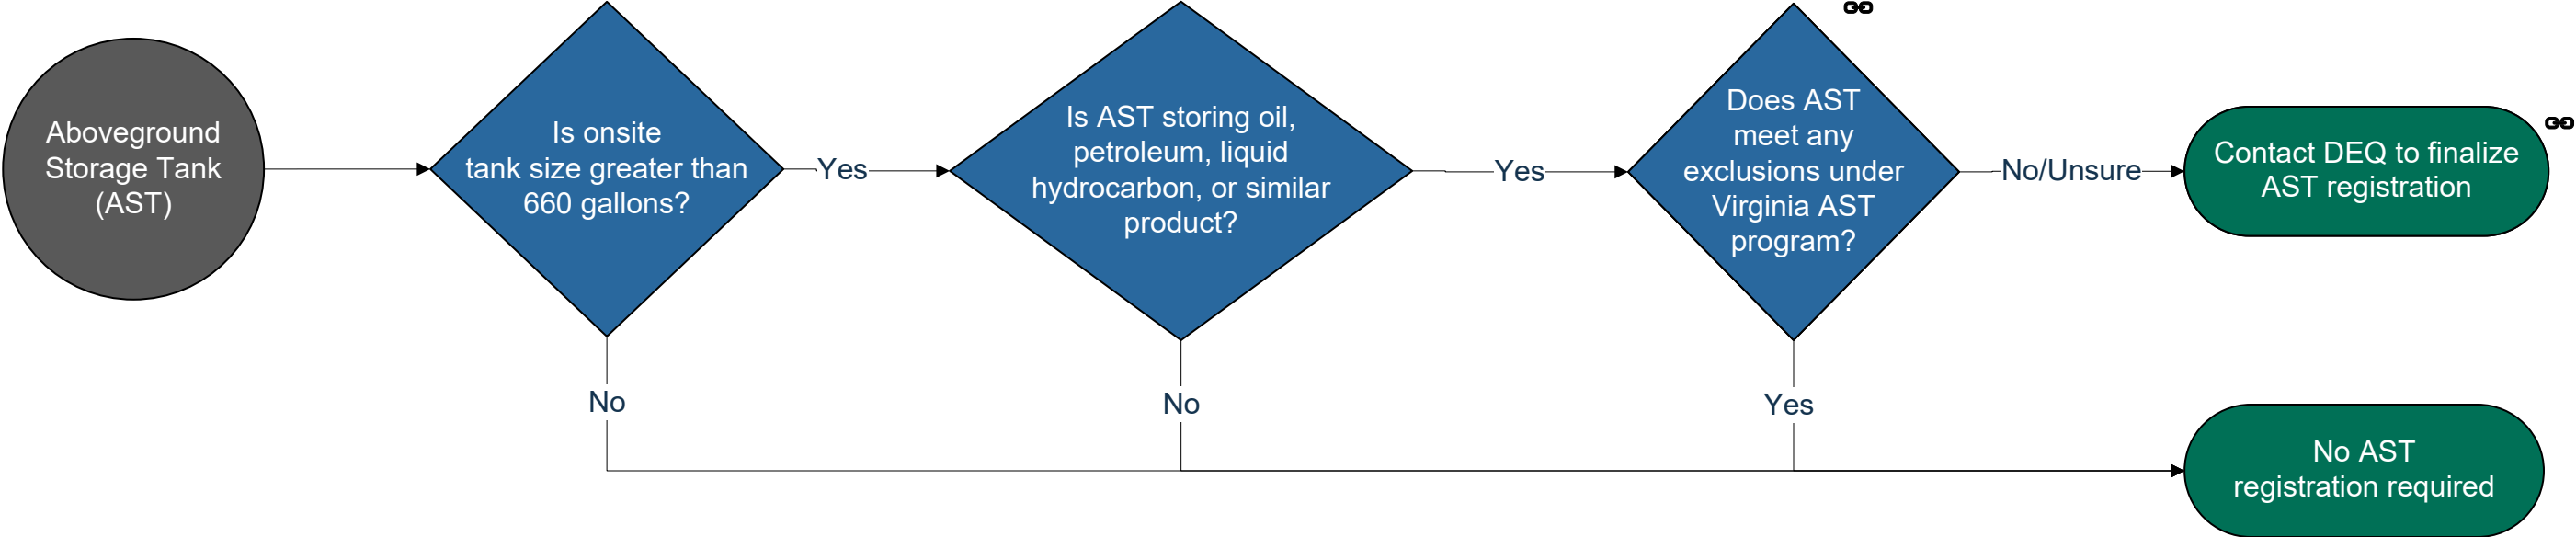 Aboveground
Storage Tank
(AST)
Is onsite
tank size greater than
660 gallons?
Yes
Is AST storing oil,
petroleum, liquid
hydrocarbon, or similar
product?
Yes
Does AST
meet any
exclusions under
Virginia AST
program?
No/Unsure
Contact DEQ to finalize
AST registration
No
No
Yes
No AST
registration required